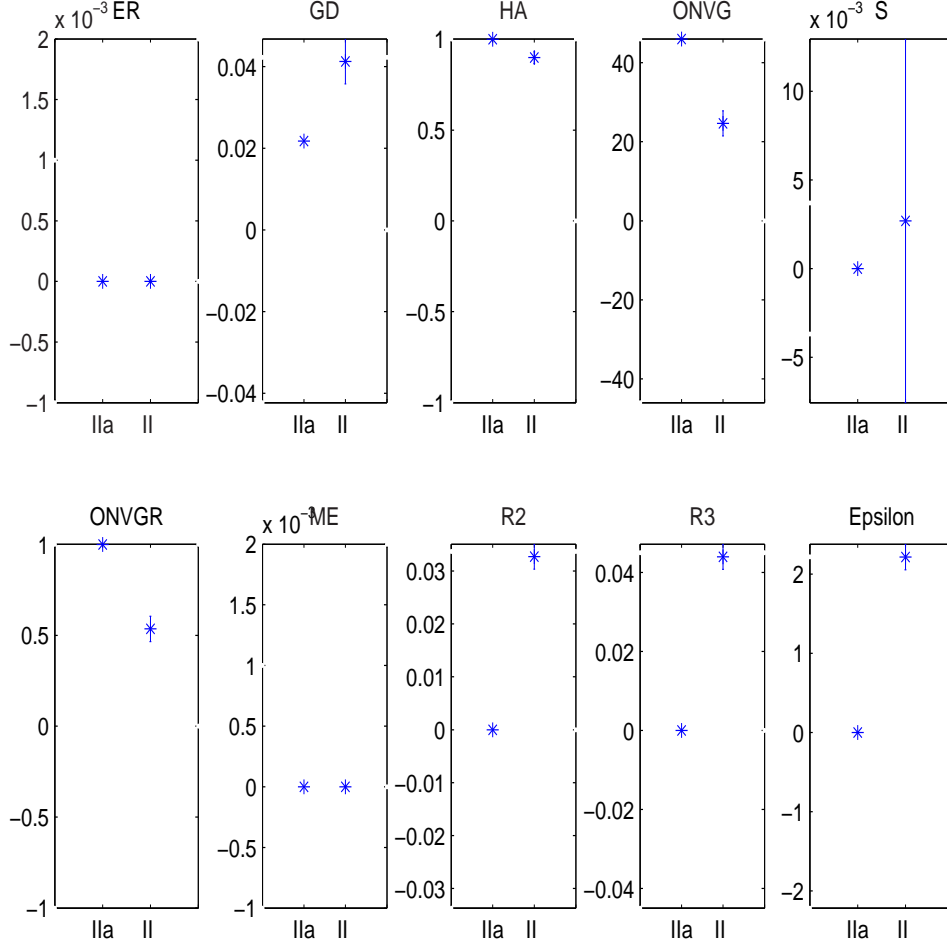 x 10⁻³ ER
2
1.5
1
0.5
0
−0.5
−1
IIa II
GD
0.04
0.02
0
−0.02
−0.04
IIa II
HA
1
0.5
0
−0.5
−1
IIa II
ONVG
40
20
0
−20
−40
IIa II
x 10⁻³ S
10
5
0
−5
IIa II
ONVGR
1
0.5
0
−0.5
−1
IIa II
x 10⁻³ ME
2
1.5
1
0.5
0
−0.5
−1
IIa II
R2
0.03
0.02
0.01
0
−0.01
−0.02
−0.03
IIa II
R3
0.04
0.02
0
−0.02
−0.04
IIa II
Epsilon
2
1
0
−1
−2
IIa II